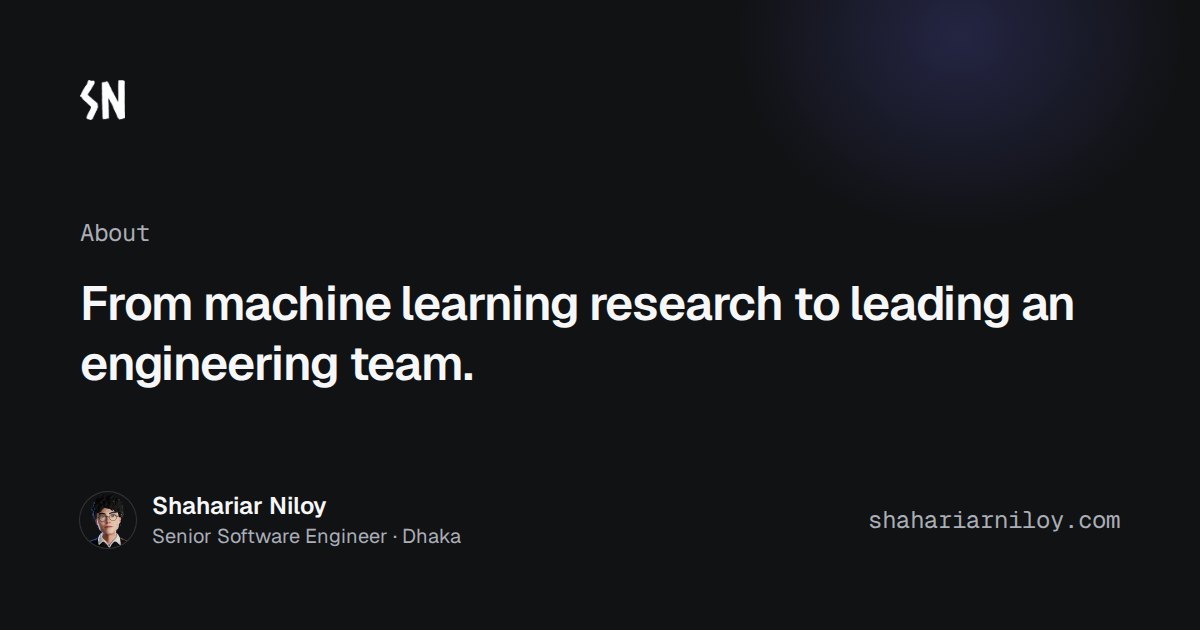 SN
About
From machine learning research to leading an
engineering team.
Shahariar Niloy
Senior Software Engineer · Dhaka
shahariarniloy.com